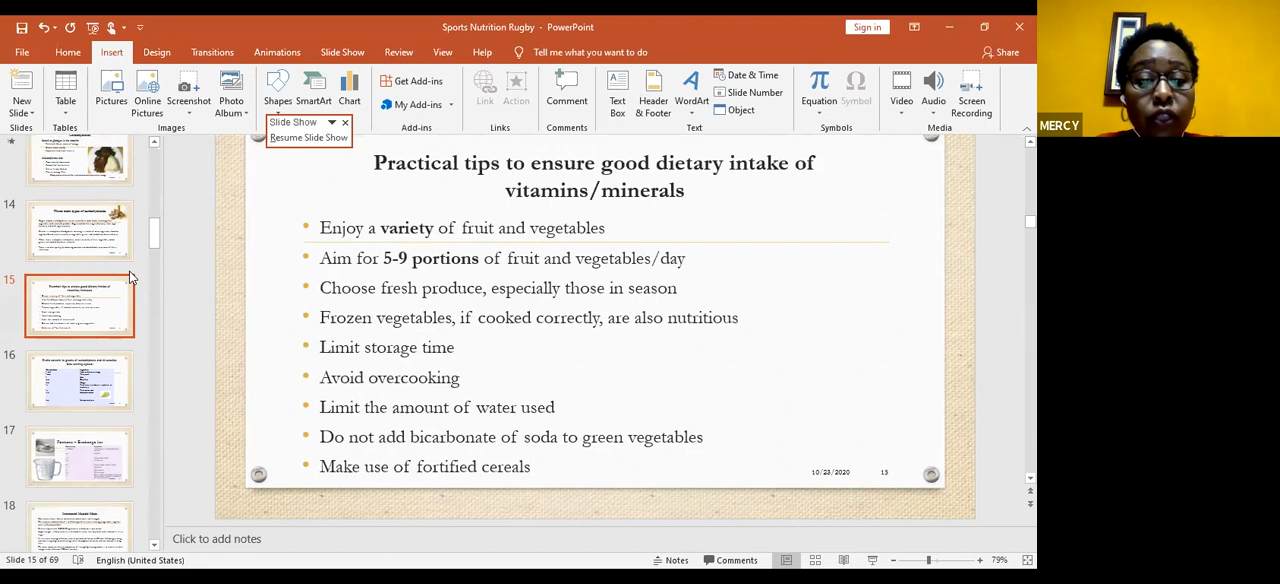 Sports Nutrition Rugby - PowerPoint
Sign in
File Home Insert Design Transitions Animations Slide Show Review View Help Tell me what you want to do Share
New Slide
Table
Pictures
Online Pictures
Screenshot
Photo Album
Shapes
SmartArt
Chart
Get Add-ins
My Add-ins
Link
Action
Comment
Text Box
Header & Footer
WordArt
Date & Time
Slide Number
Object
Equation
Symbol
Video
Audio
Screen Recording
Slides Tables Images Add-ins Links Comments Text Symbols Media
Slide Show
Resume Slide Show
MERCY
14
15
16
17
18
Practical tips to ensure good dietary intake of
vitamins/minerals
Enjoy a variety of fruit and vegetables
Aim for 5-9 portions of fruit and vegetables/day
Choose fresh produce, especially those in season
Frozen vegetables, if cooked correctly, are also nutritious
Limit storage time
Avoid overcooking
Limit the amount of water used
Do not add bicarbonate of soda to green vegetables
Make use of fortified cereals
10/23/2020 15
Click to add notes
Slide 15 of 69 English (United States) Notes Comments 79%